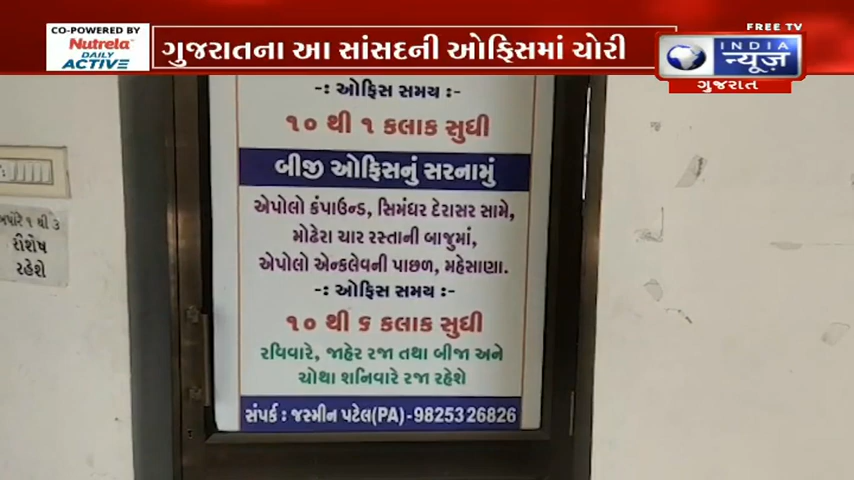 FREE TV
CO-POWERED BY
Nutrela
DAILY
ACTIVE
ગુજરાતના આ સાંસદની ઓફિસમાં ચોરી
INDIA
ન્યૂઝ
ગુજરાત
-: ઓફિસ સમય :-
૧૦ થી ૧ કલાક સુધી
બીજી ઓફિસનું સરનામું
એપોલો કંપાઉન્ડ, સિમંધર દેરાસર સામે,
મોઢેરા ચાર રસ્તાની બાજુમાં,
એપોલો એન્કલેવની પાછળ, મહેસાણા.
-: ઓફિસ સમય :-
૧૦ થી ૬ કલાક સુધી
રવિવારે, જાહેર રજા તથા બીજા અને
ચોથા શનિવારે રજા રહેશે
સંપર્ક : જસ્મીન પટેલ(PA)-9825326826
૧ થી ૩
રીશેષ
રહેશે